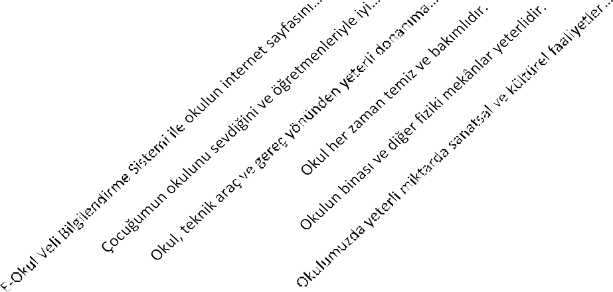 E-Okul Veli Bilgilendirme Sistemi ile okulun internet sayfasını...
Çocuğumun okulunu sevdiğini ve öğretmenleriyle iyi...
Okul, teknik araç ve gereç yönünden yeterli donanıma...
Okul her zaman temiz ve bakımlıdır.
Okulun binası ve diğer fiziki mekânlar yeterlidir.
Okulumuzda yeterli miktarda sanatsal ve kültürel faaliyetler...